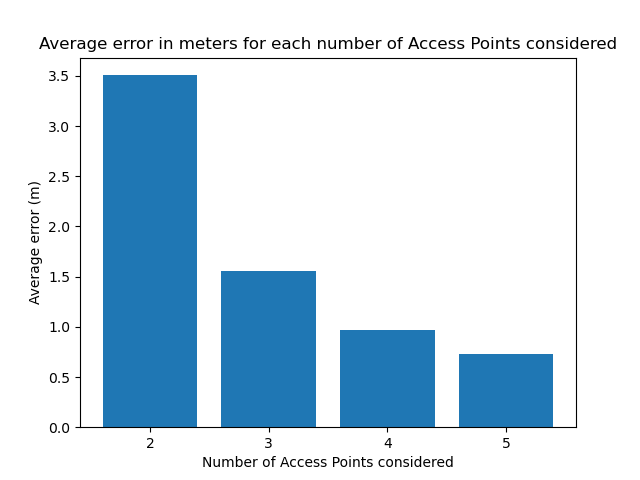 Average error in meters for each number of Access Points considered
3.5
3.0
2.5
2.0
1.5
1.0
0.5
0.0
Average error (m)
2 3 4 5
Number of Access Points considered